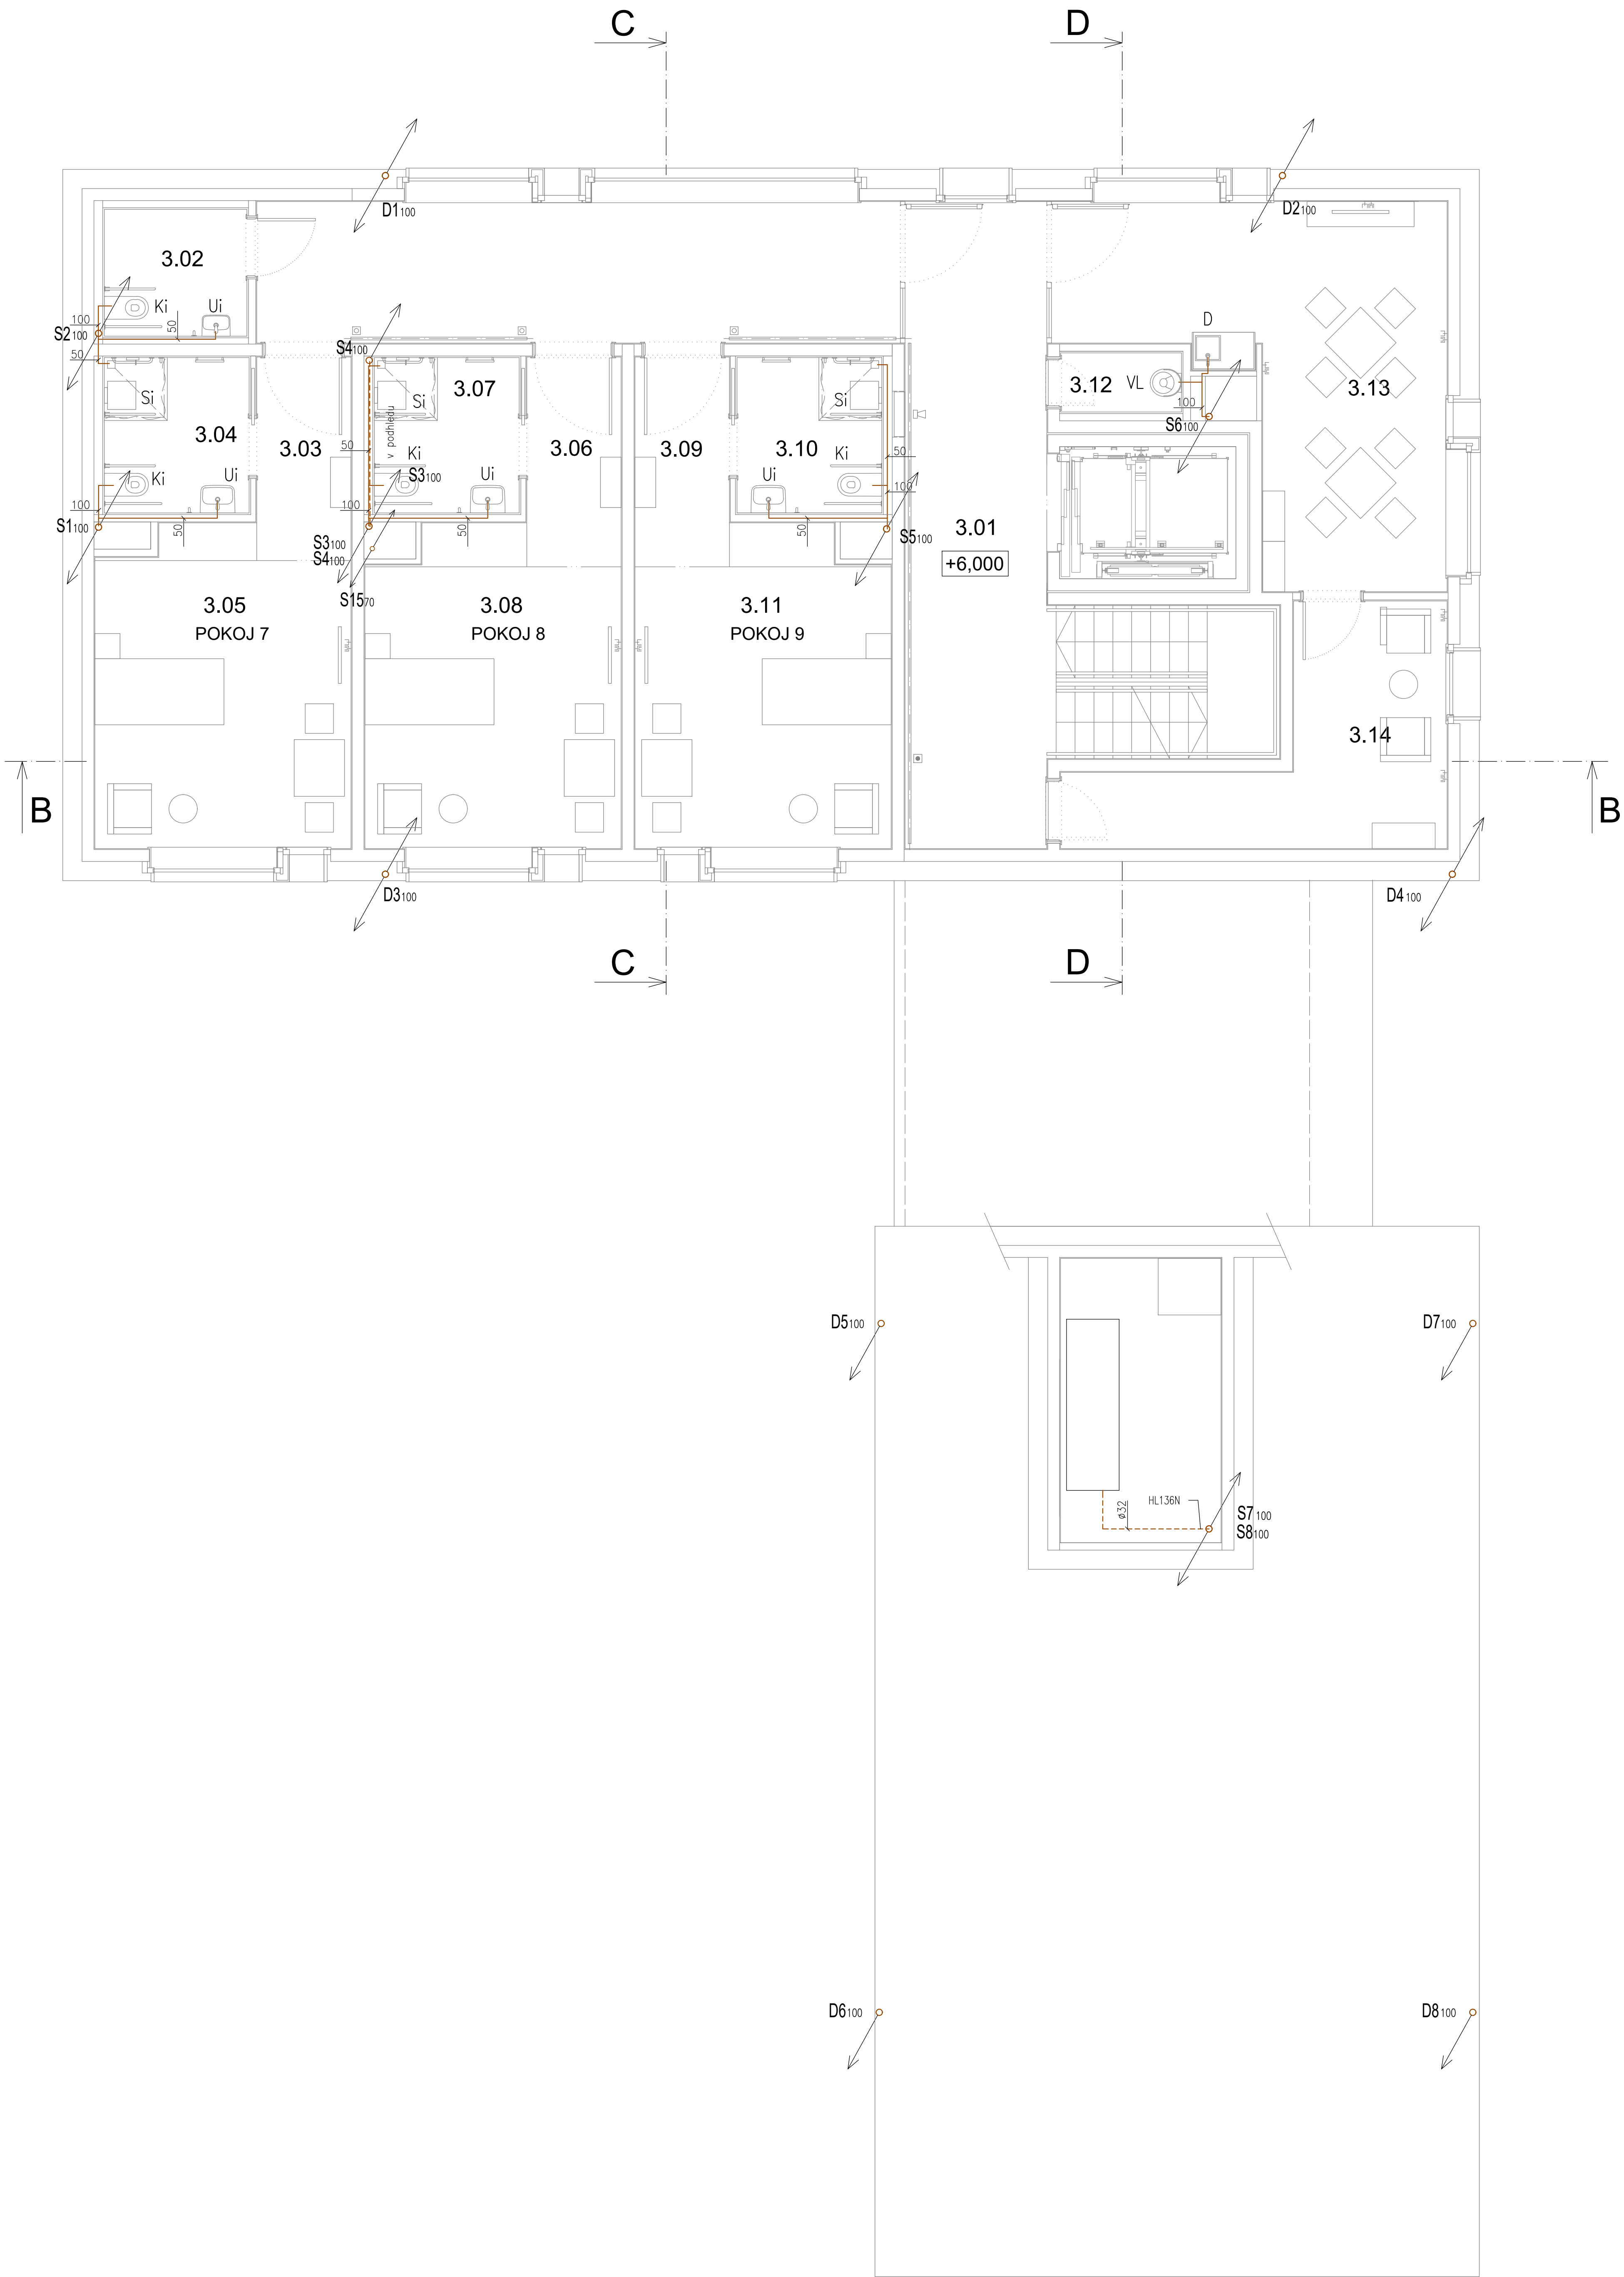 C
D
D1100
D2100
3.02
Ki
Ui
100
50
S2100
50
S4100
D
3.12
VL
3.13
100
S6100
Si
3.04
3.03
3.07
Si
v podhledu
50
Ki
3.06
3.09
Si
3.10
Ki
50
Ki
Ui
S3100
Ui
Ui
100
100
100
S1100
50
50
50
S5100
3.01
+6,000
S3100
S4100
S1570
3.05
POKOJ 7
3.08
POKOJ 8
3.11
POKOJ 9
3.14
B
B
D3100
D4100
C
D
D5100
D7100
ø32
HL136N
S7100
S8100
D6100
D8100